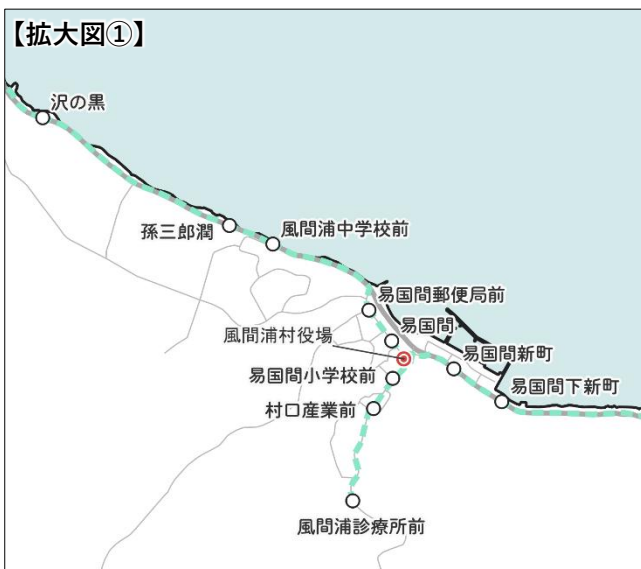 【拡大図①】
沢の黒
孫三郎澗
風間浦中学校前
易国間郵便局前
易国間
風間浦村役場
易国間新町
易国間小学校前
易国間下新町
村口産業前
風間浦診療所前